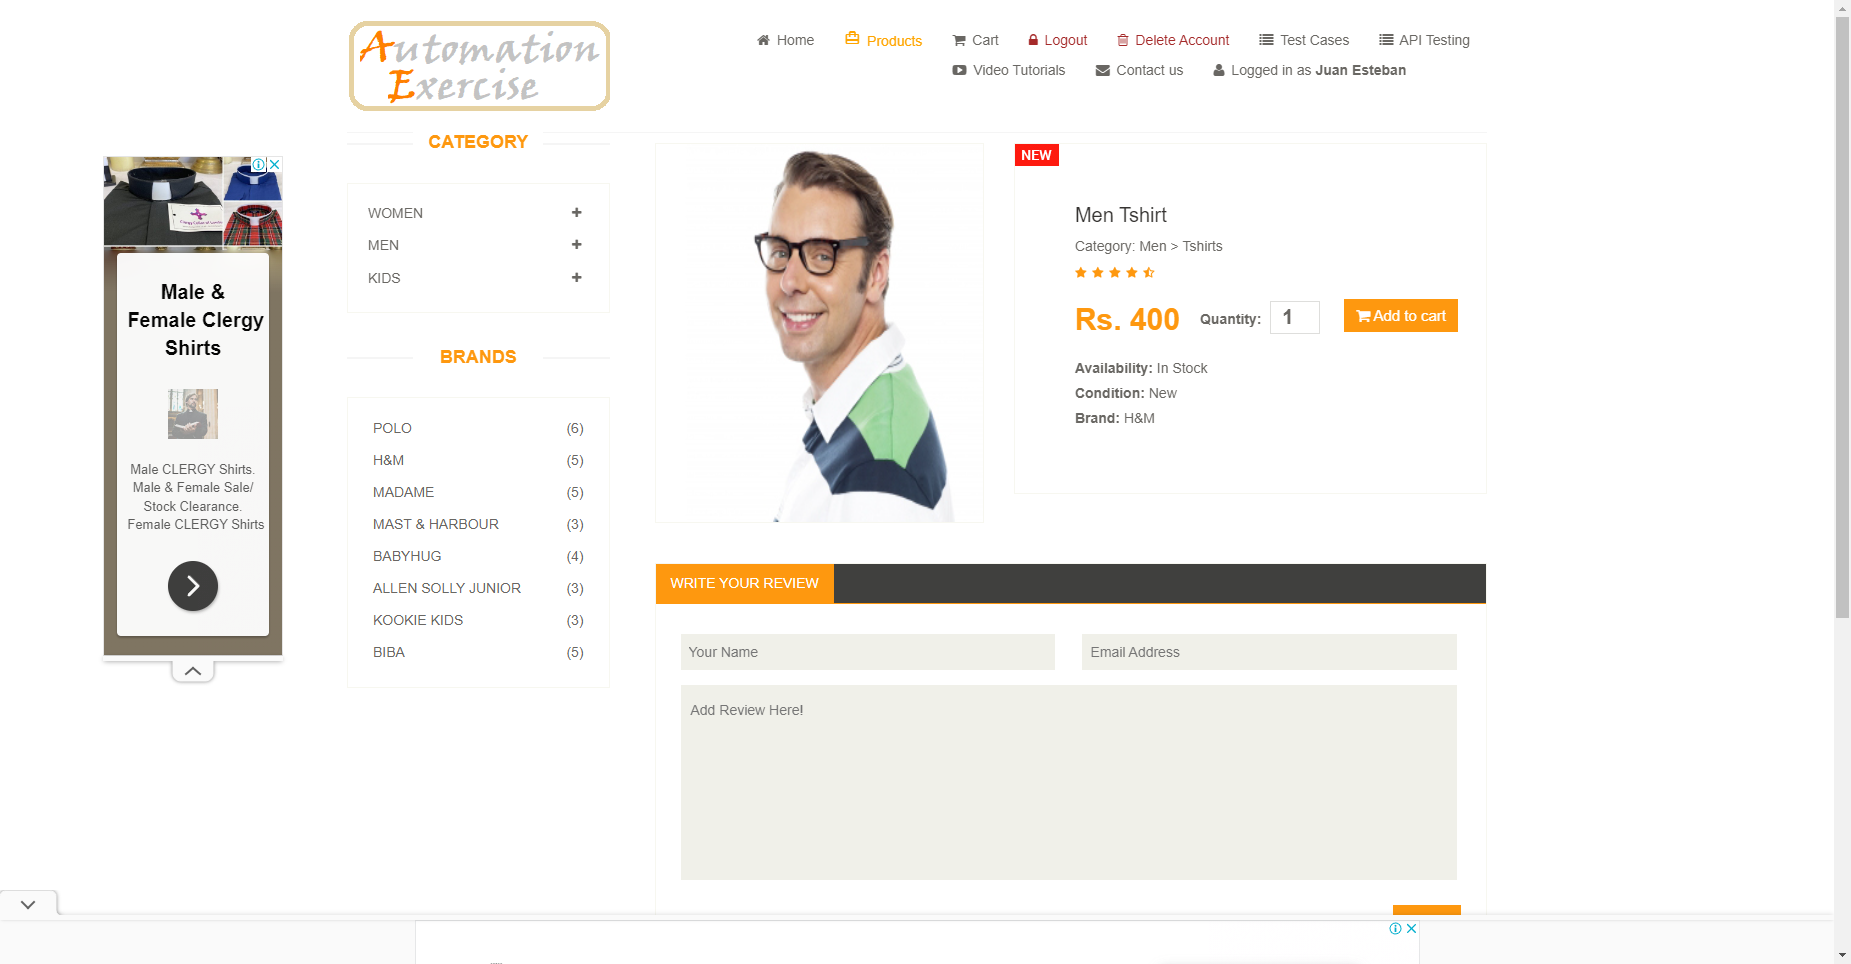 Automation
Exercise
Home
Products
Cart
Logout
Delete Account
Test Cases
API Testing
Video Tutorials
Contact us
Logged in as Juan Esteban
Male &
Female Clergy
Shirts
Male CLERGY Shirts.
Male & Female Sale/
Stock Clearance.
Female CLERGY Shirts
CATEGORY
WOMEN
MEN
KIDS
BRANDS
POLO (6)
H&M (5)
MADAME (5)
MAST & HARBOUR (3)
BABYHUG (4)
ALLEN SOLLY JUNIOR (3)
KOOKIE KIDS (3)
BIBA (5)
NEW
Men Tshirt
Category: Men > Tshirts
Rs. 400 Quantity: 1 Add to cart
Availability: In Stock
Condition: New
Brand: H&M
WRITE YOUR REVIEW
Your Name
Email Address
Add Review Here!